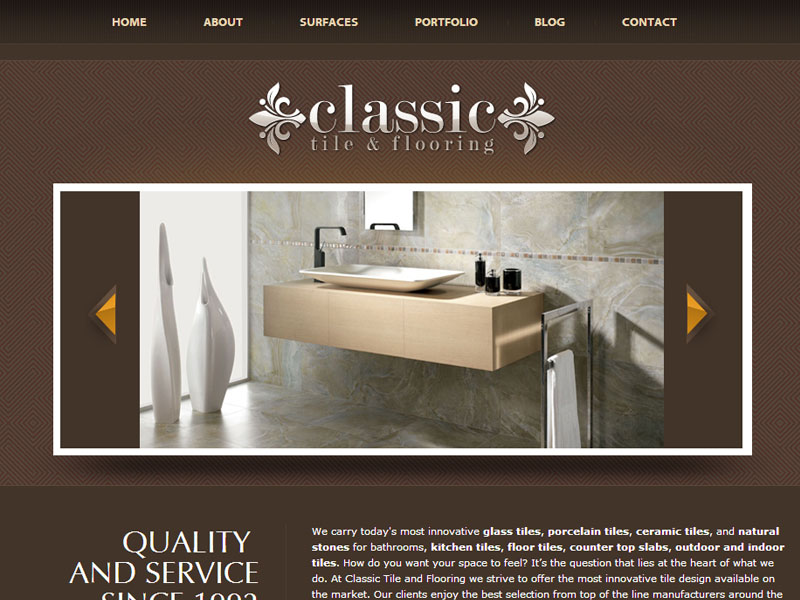 HOME ABOUT SURFACES PORTFOLIO BLOG CONTACT
classic
tile & flooring
QUALITY
AND SERVICE
SINCE 1992
We carry today's most innovative glass tiles, porcelain tiles, ceramic tiles, and natural
stones for bathrooms, kitchen tiles, floor tiles, counter top slabs, outdoor and indoor
tiles. How do you want your space to feel? It's the question that lies at the heart of what we
do. At Classic Tile and Flooring we strive to offer the most innovative tile design available on
the market. Our clients enjoy the best selection from top of the line manufacturers around the